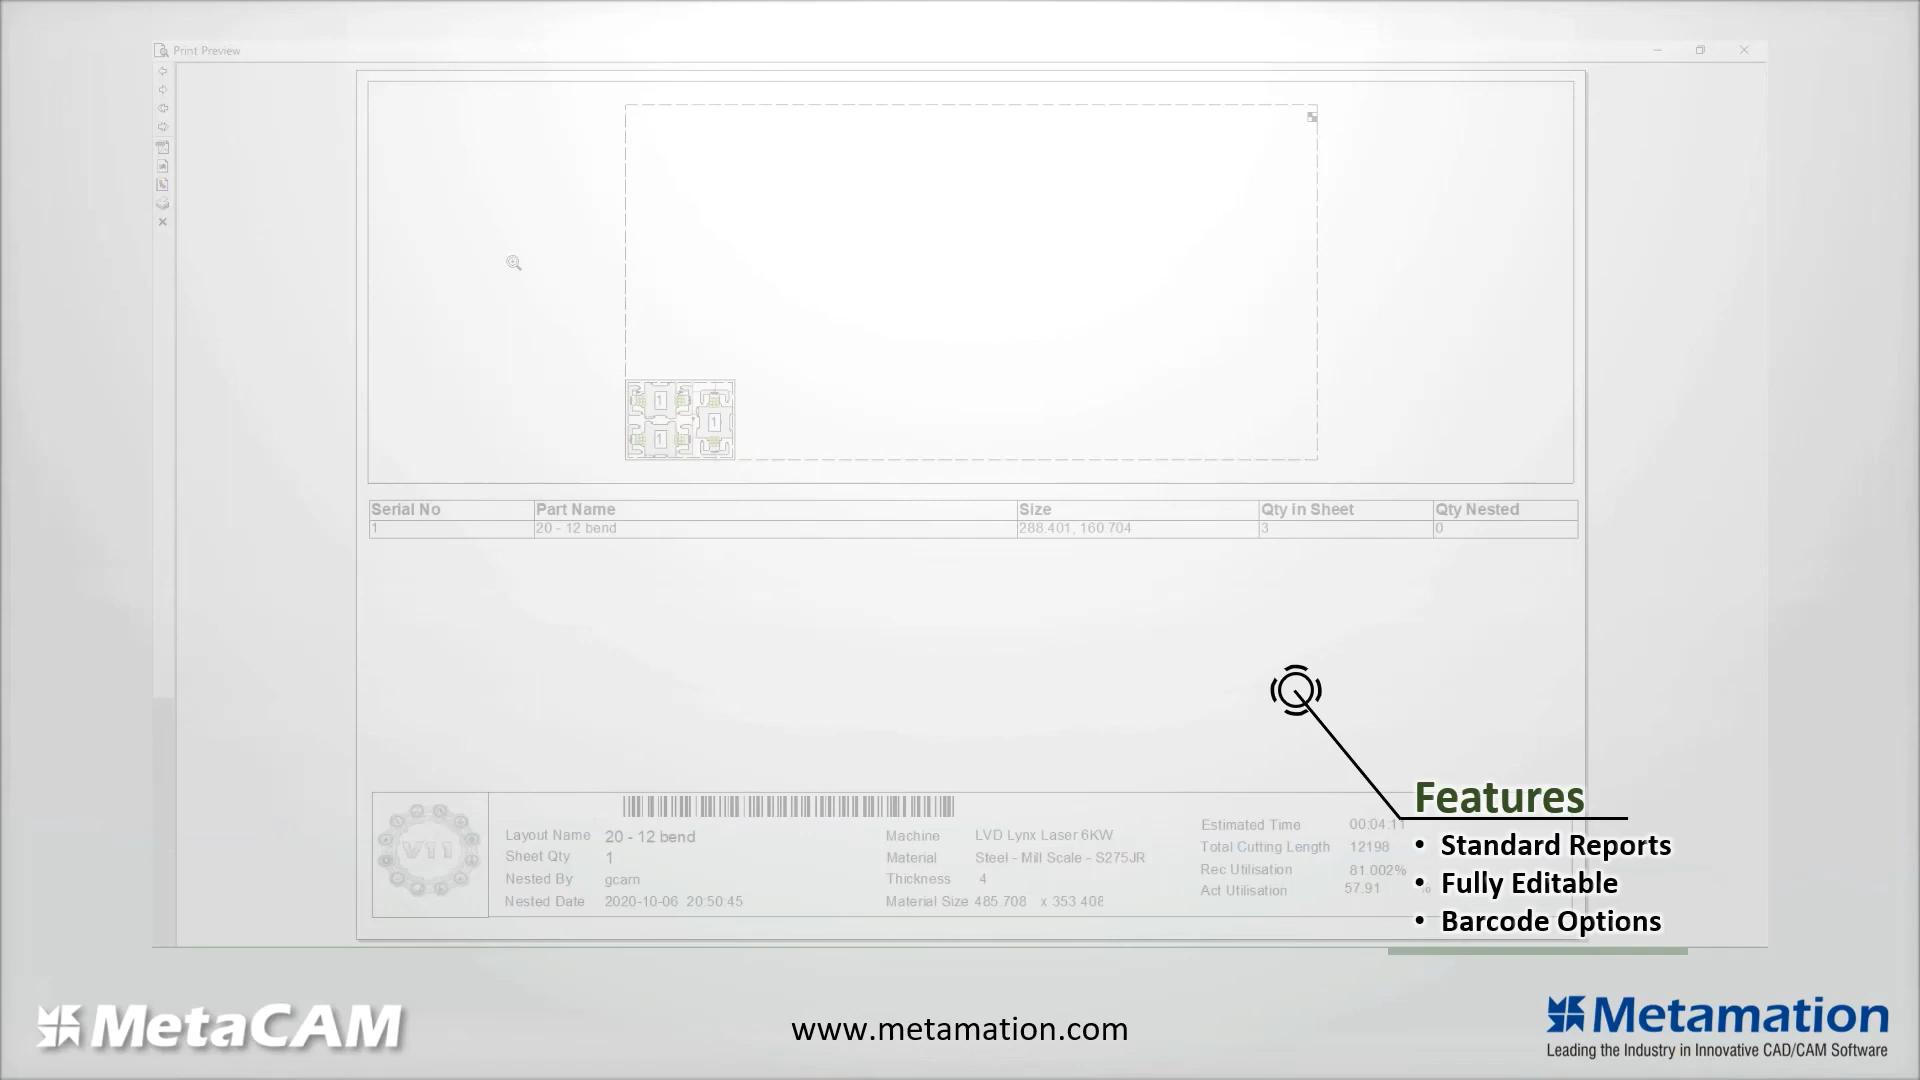 Print Preview
1
1
1
Serial No Part Name Size Qty in Sheet Qty Nested
1 20 - 12 bend 288.401, 160.704 3 0
V11
Layout Name 20 - 12 bend
Sheet Qty 1
Nested By gcarn
Nested Date 2020-10-06 20:50:45
Machine LVD Lynx Laser 6KW
Material Steel - Mill Scale - S275JR
Thickness 4
Material Size 485.708 x 353.408
Estimated Time 00:04.11
Total Cutting Length 12198
Rec Utilisation 81.002%
Act Utilisation 57.91 %
Features
• Standard Reports
• Fully Editable
• Barcode Options
MetaCAM
www.metamation.com
Metamation
Leading the Industry in Innovative CAD/CAM Software